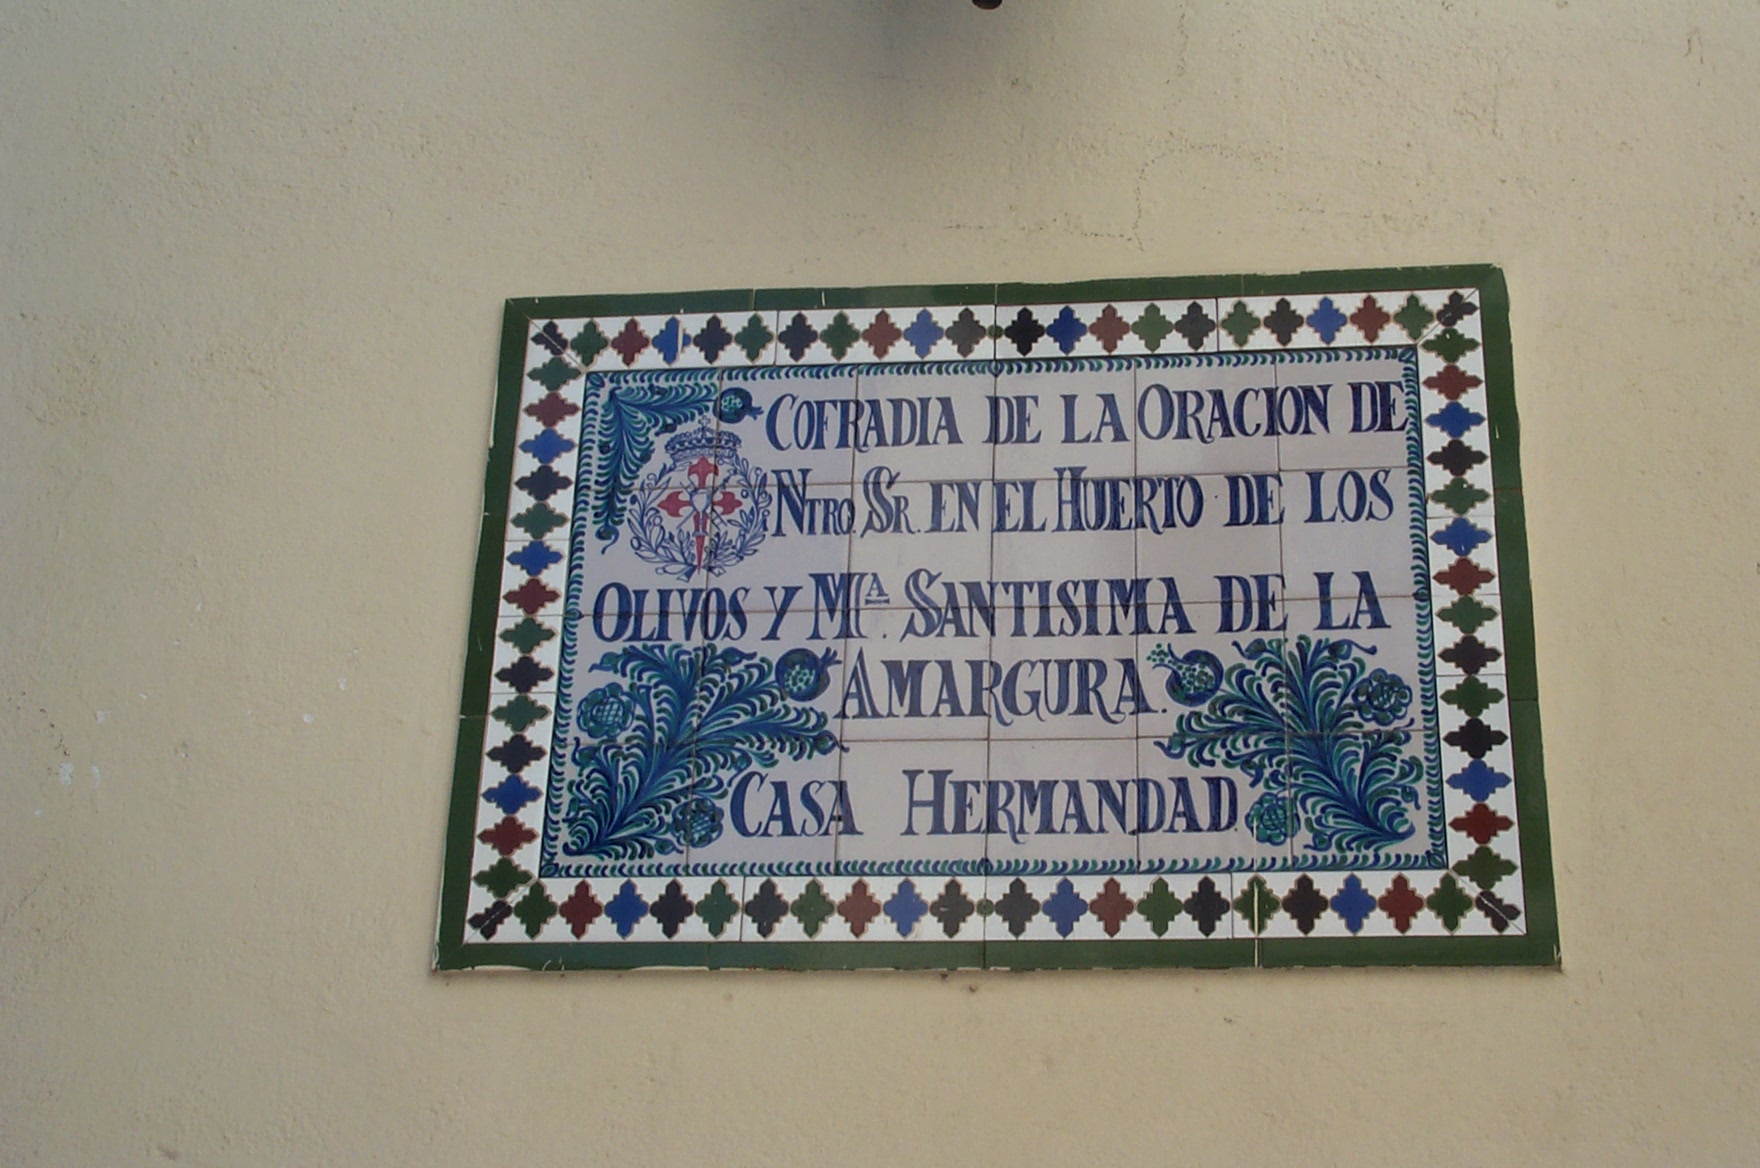 COFRADIA DE LA ORACION DE
NTRO. SR. EN EL HUERTO DE LOS
OLIVOS Y Mª. SANTISIMA DE LA
AMARGURA.
CASA HERMANDAD